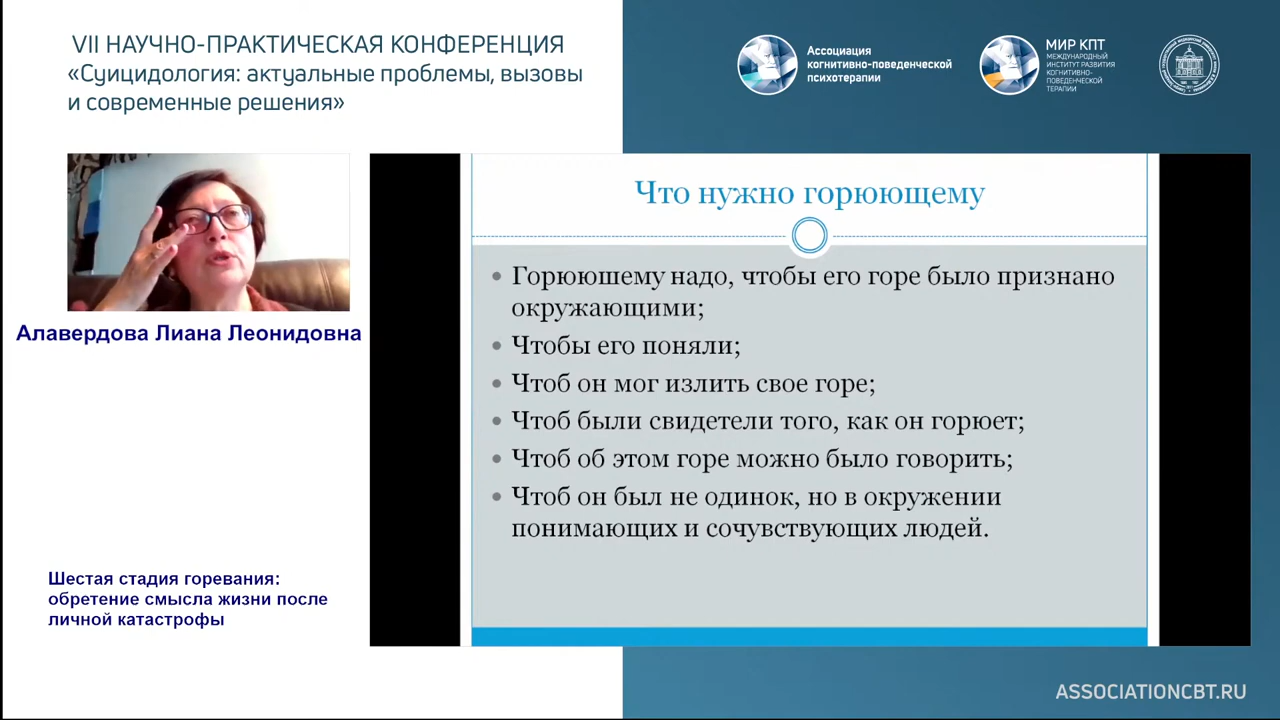 VII НАУЧНО-ПРАКТИЧЕСКАЯ КОНФЕРЕНЦИЯ
«Суицидология: актуальные проблемы, вызовы
и современные решения»
Ассоциация
когнитивно-поведенческой
психотерапии
МИР КПТ
МЕЖДУНАРОДНЫЙ
ИНСТИТУТ РАЗВИТИЯ
КОГНИТИВНО-
ПОВЕДЕНЧЕСКОЙ
ТЕРАПИИ
Алавердова Лиана Леонидовна
Шестая стадия горевания:
обретение смысла жизни после
личной катастрофы
Что нужно горюющему
• Горююшему надо, чтобы его горе было признано
окружающими;
• Чтобы его поняли;
• Чтоб он мог излить свое горе;
• Чтоб были свидетели того, как он горюет;
• Чтоб об этом горе можно было говорить;
• Чтоб он был не одинок, но в окружении
понимающих и сочувствующих людей.
ASSOCIATIONCBT.RU